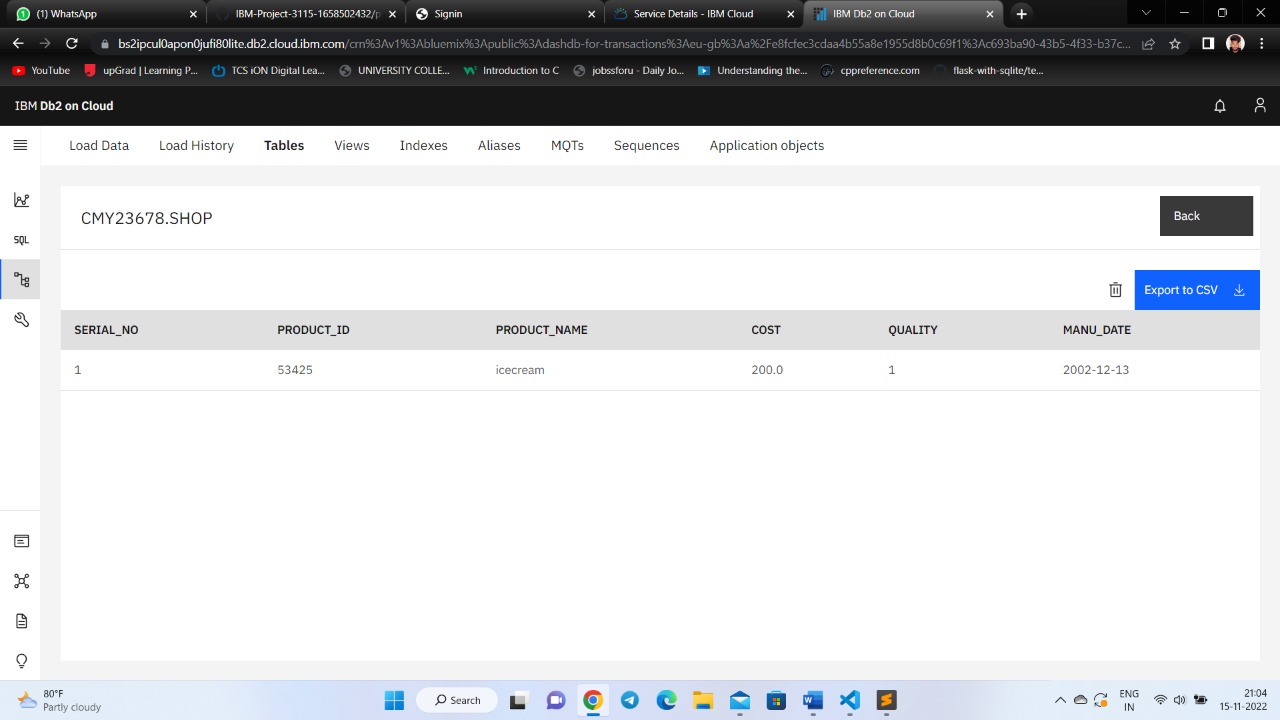 (1) WhatsApp
IBM-Project-3115-1658502432/p
Signin
Service Details - IBM Cloud
IBM Db2 on Cloud
bs2ipcul0apon0jufi80lite.db2.cloud.ibm.com/crn%3Av1%3Abluemix%3Apublic%3Adashdb-for-transactions%3Aeu-gb%3Aa%2Fe8fcfec3cdaa4b55a8e1955d8b0c69f1%3Ac693ba90-43b5-4f33-b37c...
YouTube
upGrad | Learning P...
TCS iON Digital Lea...
UNIVERSITY COLLE...
Introduction to C
jobssforu - Daily Jo...
Understanding the...
cppreference.com
flask-with-sqlite/te...
IBM Db2 on Cloud
Load Data Load History Tables Views Indexes Aliases MQTs Sequences Application objects
SQL
CMY23678.SHOP
Back
Export to CSV
SERIAL_NO PRODUCT_ID PRODUCT_NAME COST QUALITY MANU_DATE
1 53425 icecream 200.0 1 2002-12-13
80°F
Partly cloudy
Search
ENG
IN
21:04
15-11-2022